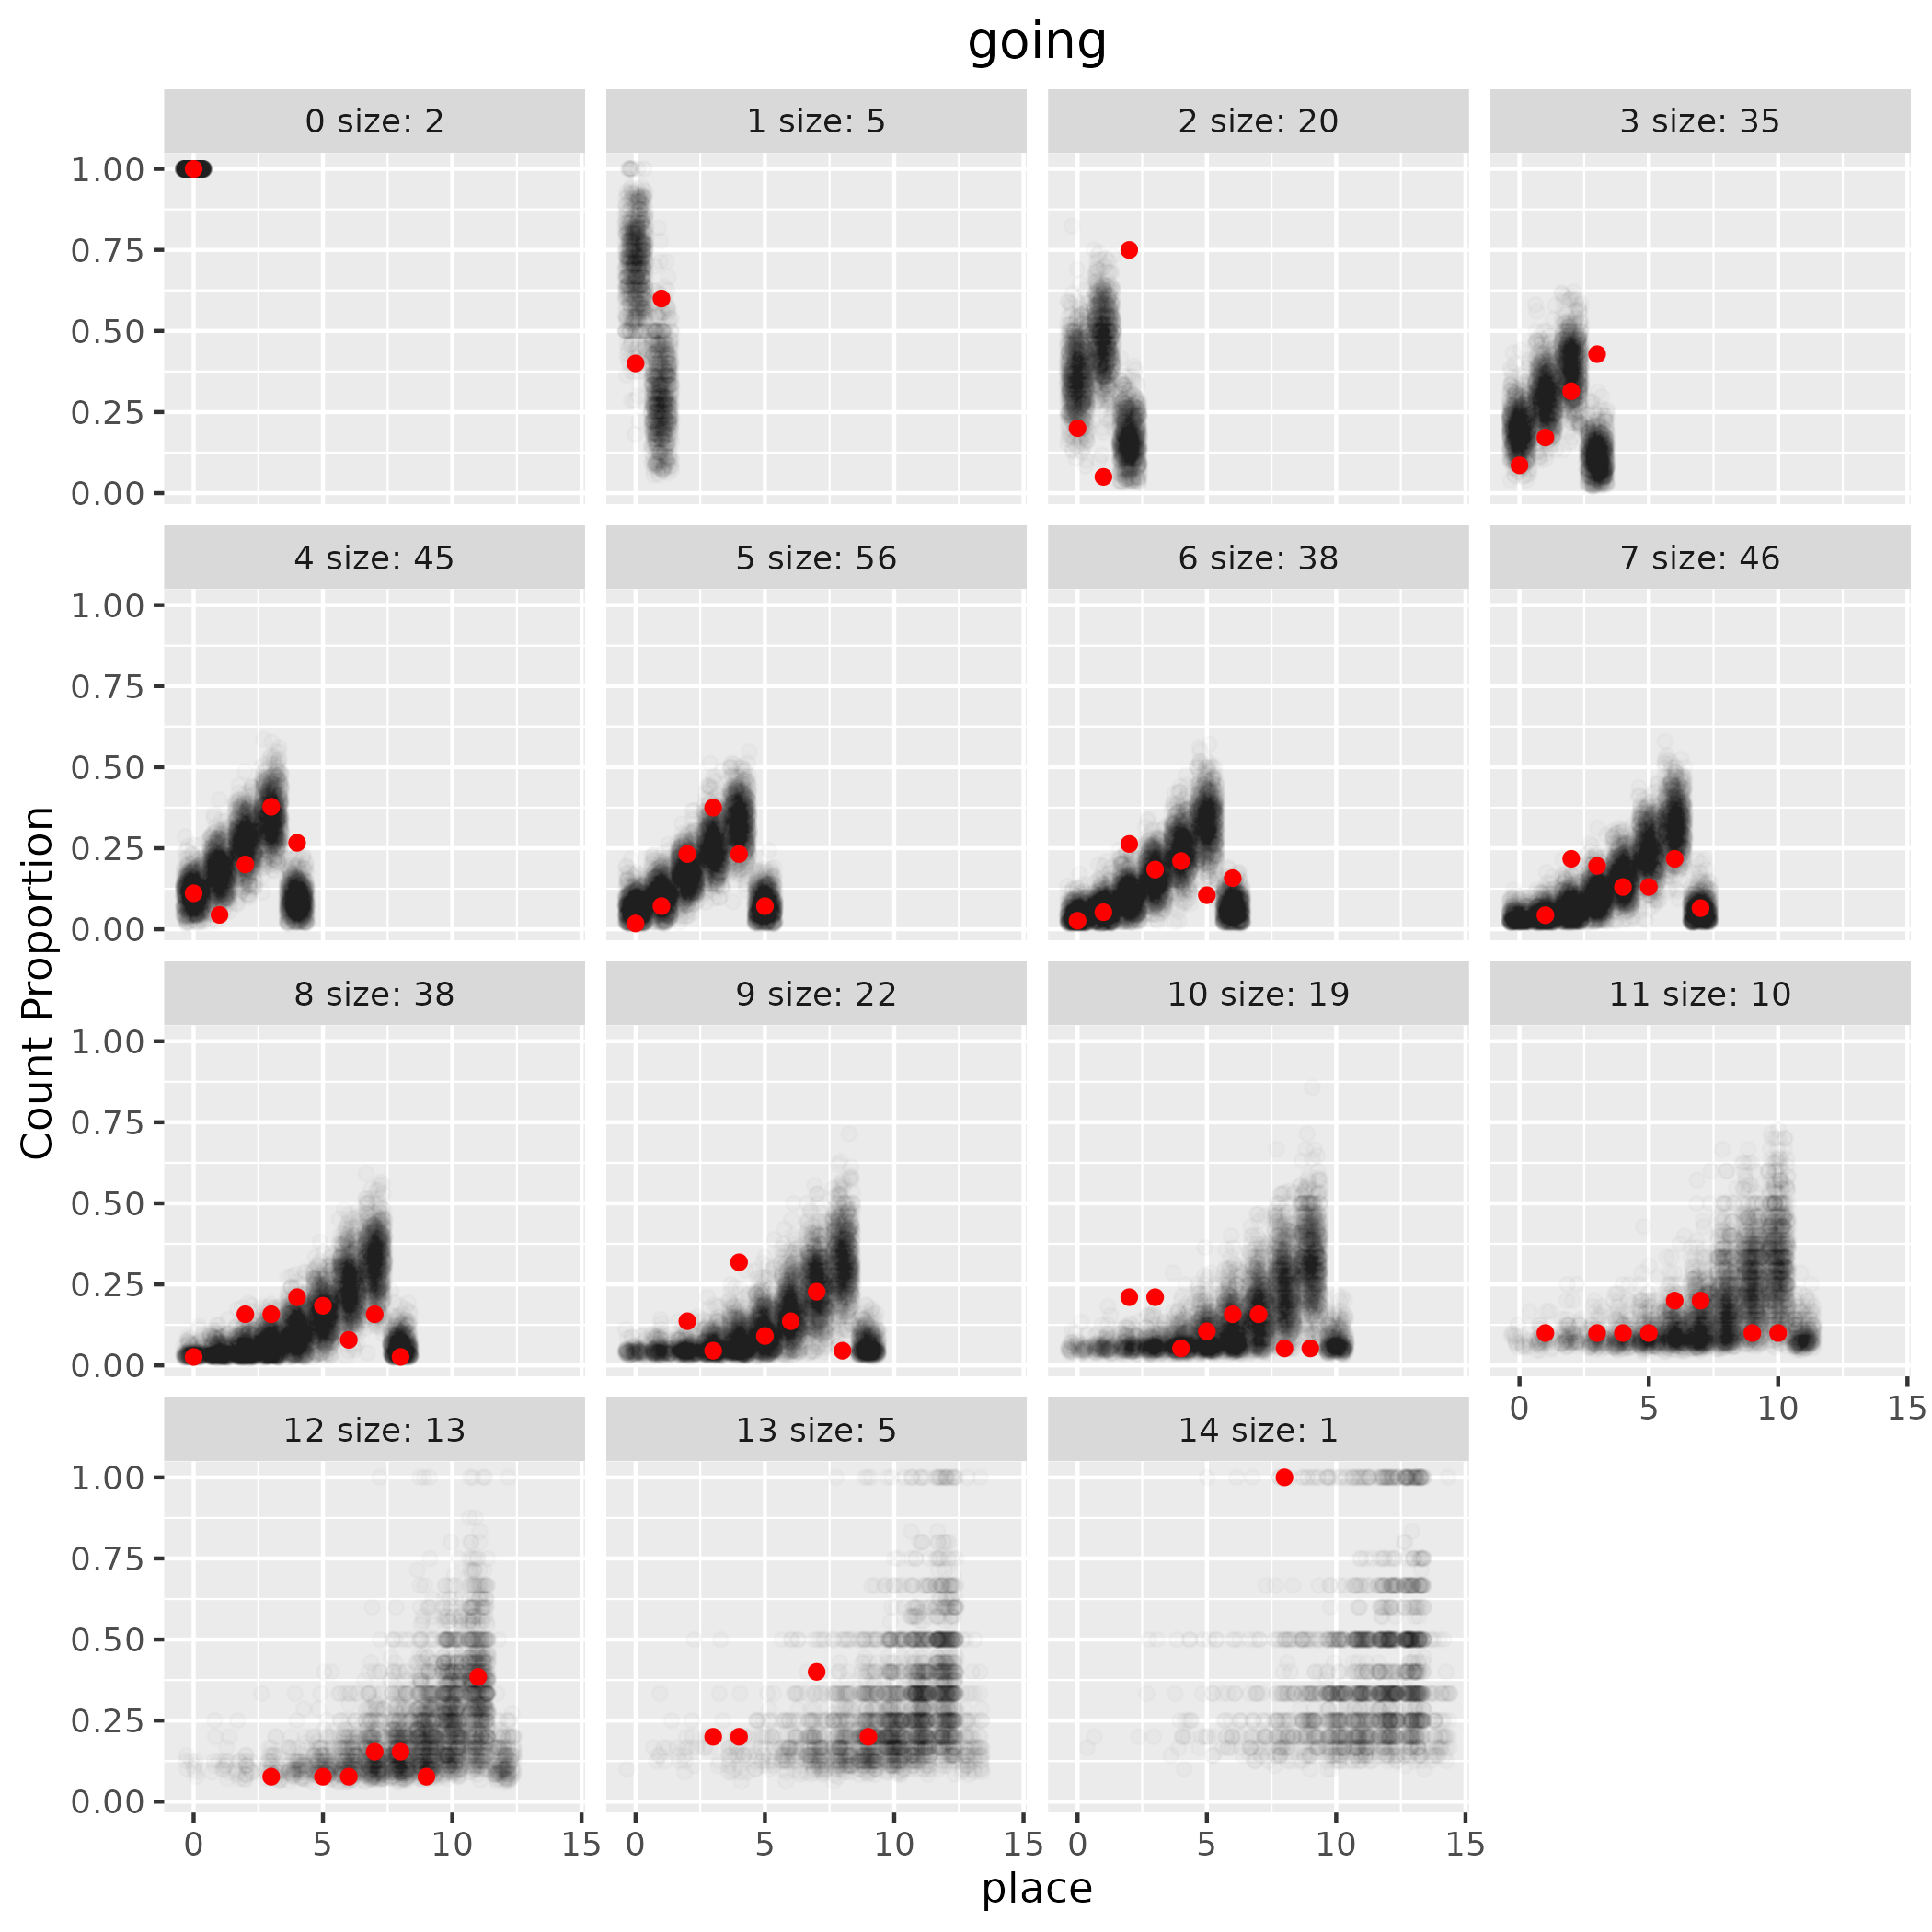 going
0 size: 2
1 size: 5
2 size: 20
3 size: 35
1.00
0.75
0.50
0.25
0.00
4 size: 45
5 size: 56
6 size: 38
7 size: 46
1.00
0.75
0.50
0.25
0.00
Count Proportion
8 size: 38
9 size: 22
10 size: 19
11 size: 10
1.00
0.75
0.50
0.25
0.00
0 5 10 15
12 size: 13
13 size: 5
14 size: 1
1.00
0.75
0.50
0.25
0.00
0 5 10 15
0 5 10 15
0 5 10 15
place